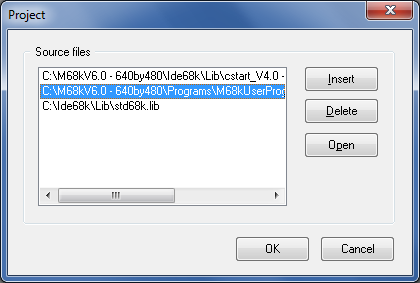 Project
Source files
C:\M68kV6.0 - 640by480\Ide68k\Lib\cstart_V4.0 -
C:\M68kV6.0 - 640by480\Programs\M68kUserProg
C:\Ide68k\Lib\std68k.lib
Insert
Delete
Open
OK
Cancel